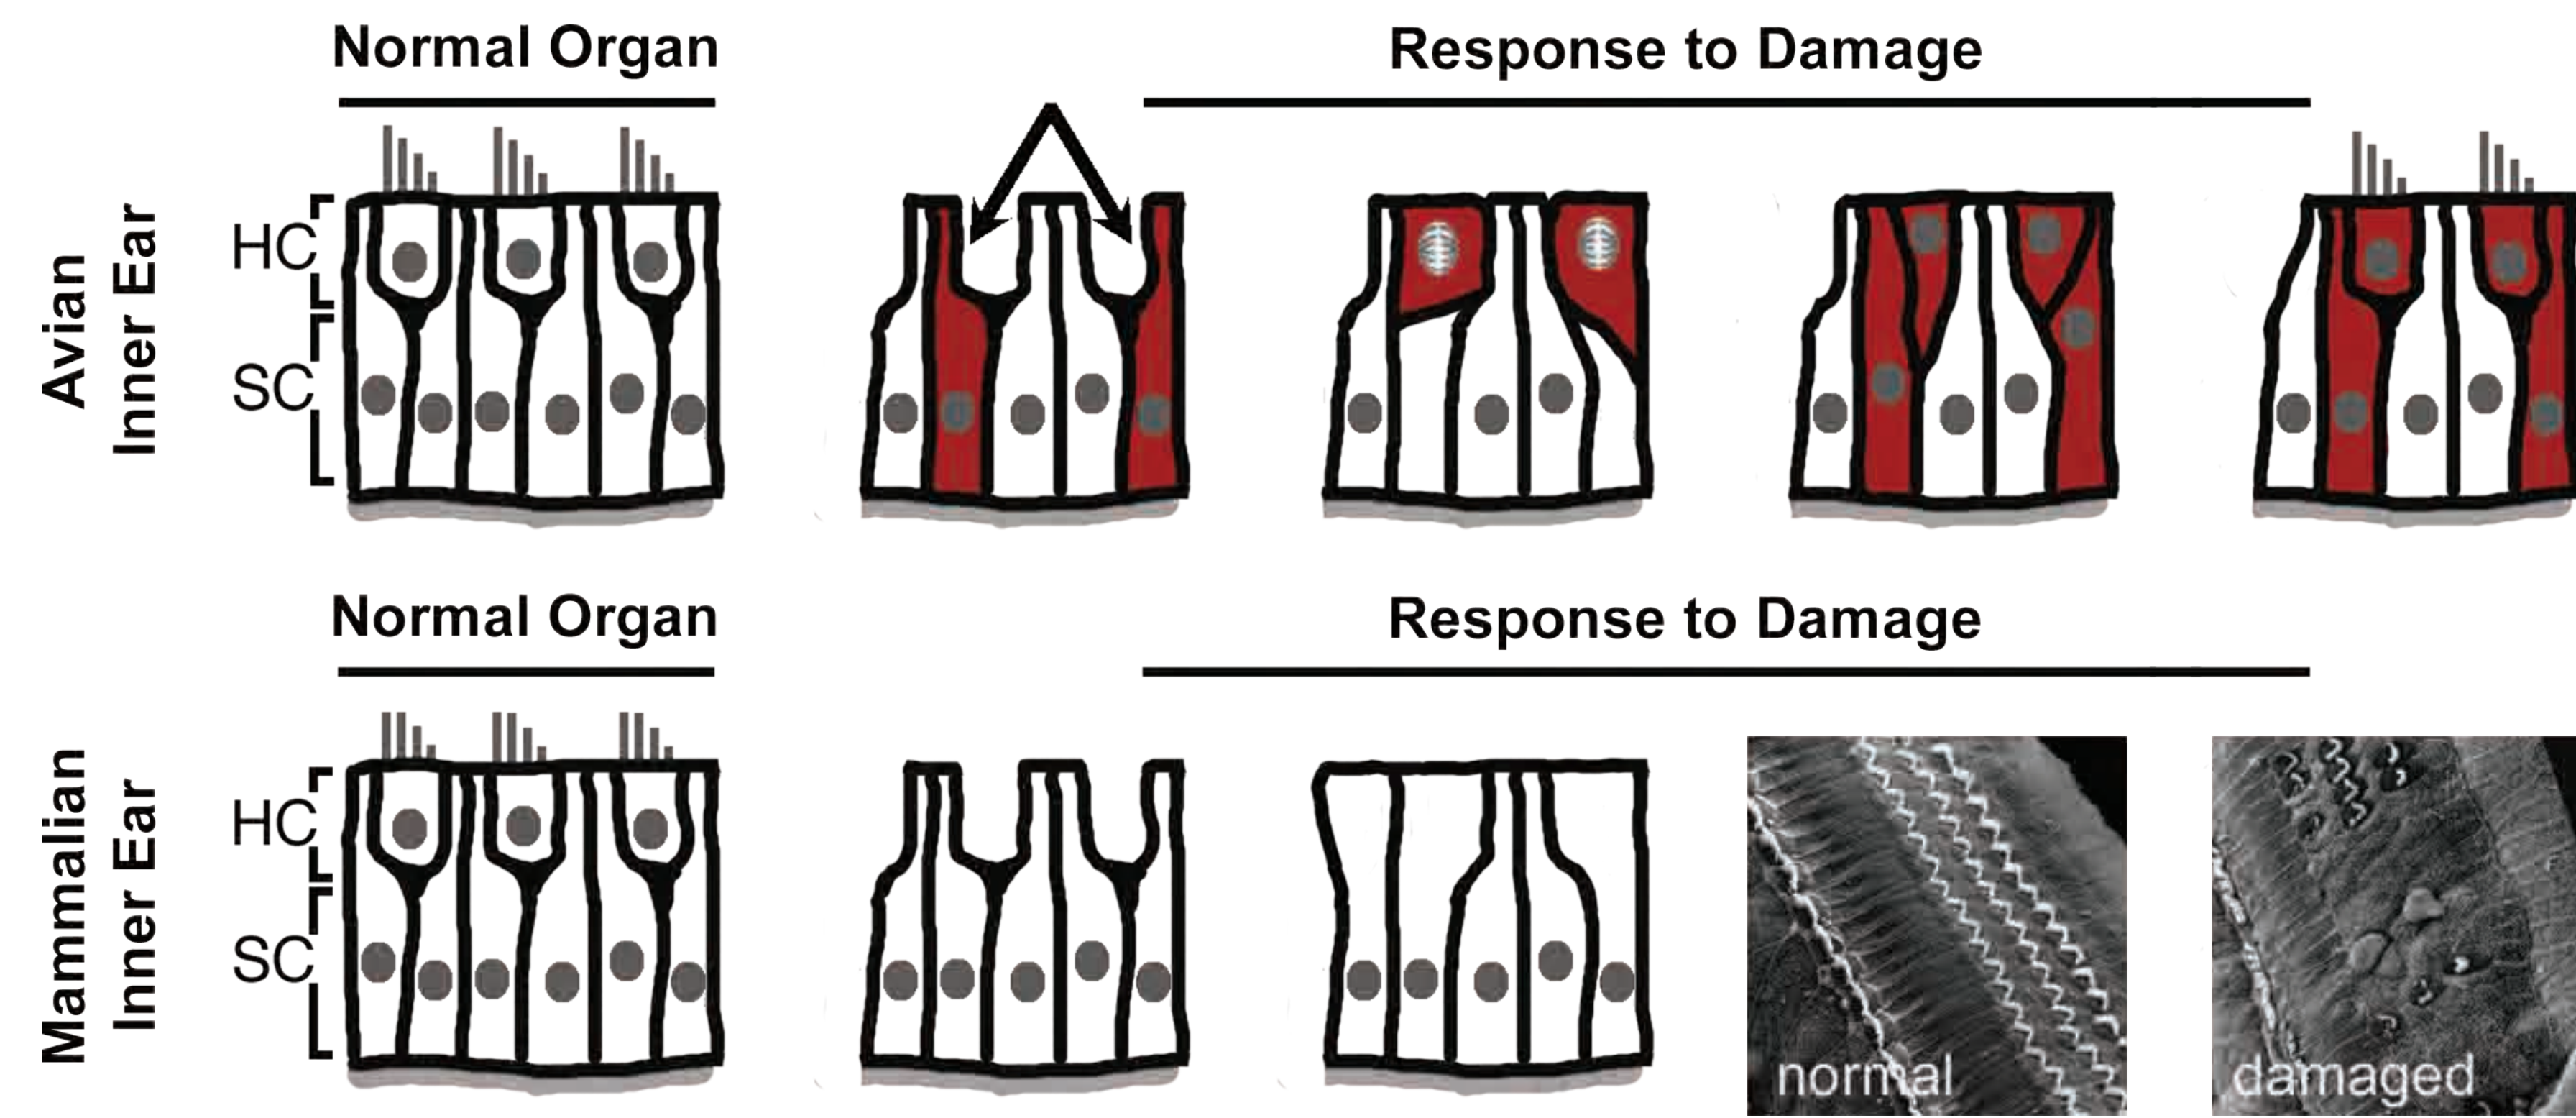 Normal Organ
Response to Damage
Avian
Inner Ear
HC
SC
Normal Organ
Response to Damage
Mammalian
Inner Ear
HC
SC
normal
damaged